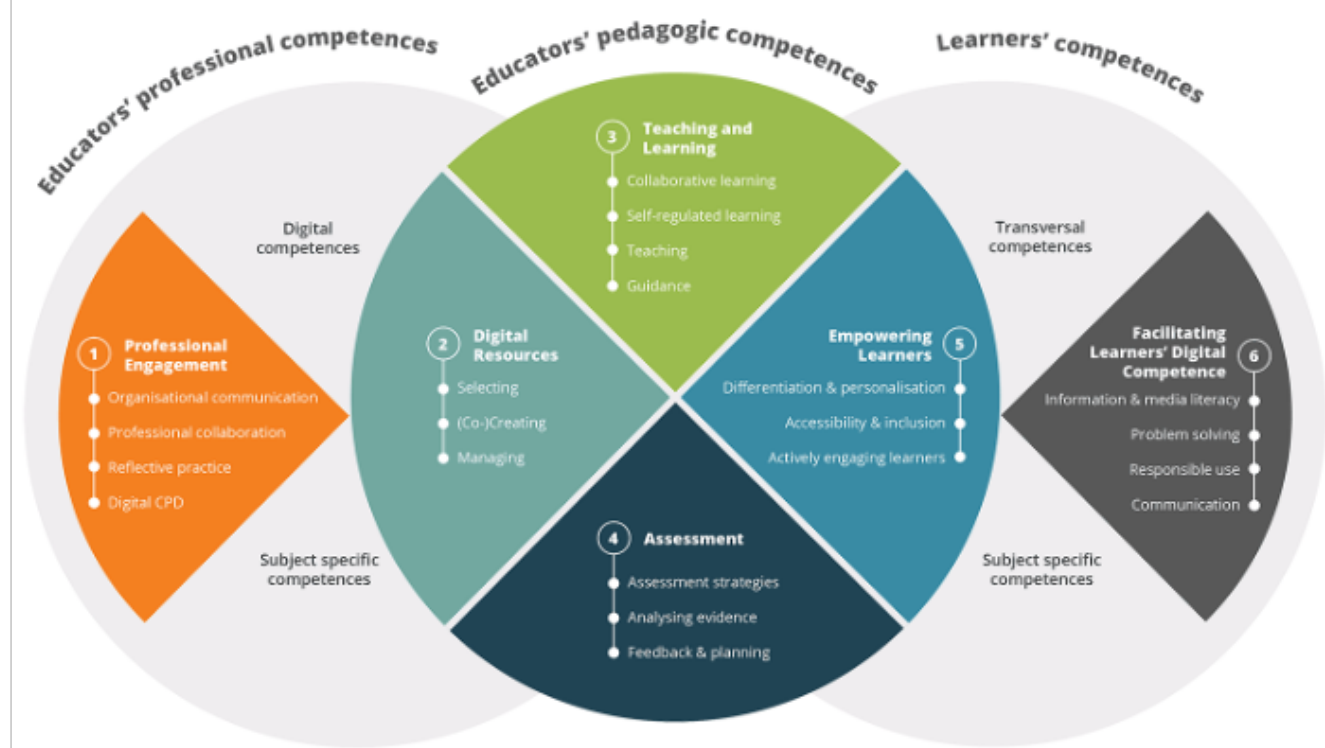 Educators’ professional competences
Educators’ pedagogic competences
Learners’ competences
Digital
competences
Subject specific
competences
1
Professional
Engagement
Organisational communication
Professional collaboration
Reflective practice
Digital CPD
2
Digital
Resources
Selecting
(Co-)Creating
Managing
3
Teaching and
Learning
Collaborative learning
Self-regulated learning
Teaching
Guidance
4
Assessment
Assessment strategies
Analysing evidence
Feedback & planning
Empowering
Learners
5
Differentiation & personalisation
Accessibility & inclusion
Actively engaging learners
Transversal
competences
Subject specific
competences
Facilitating
Learners’ Digital
Competence
6
Information & media literacy
Problem solving
Responsible use
Communication